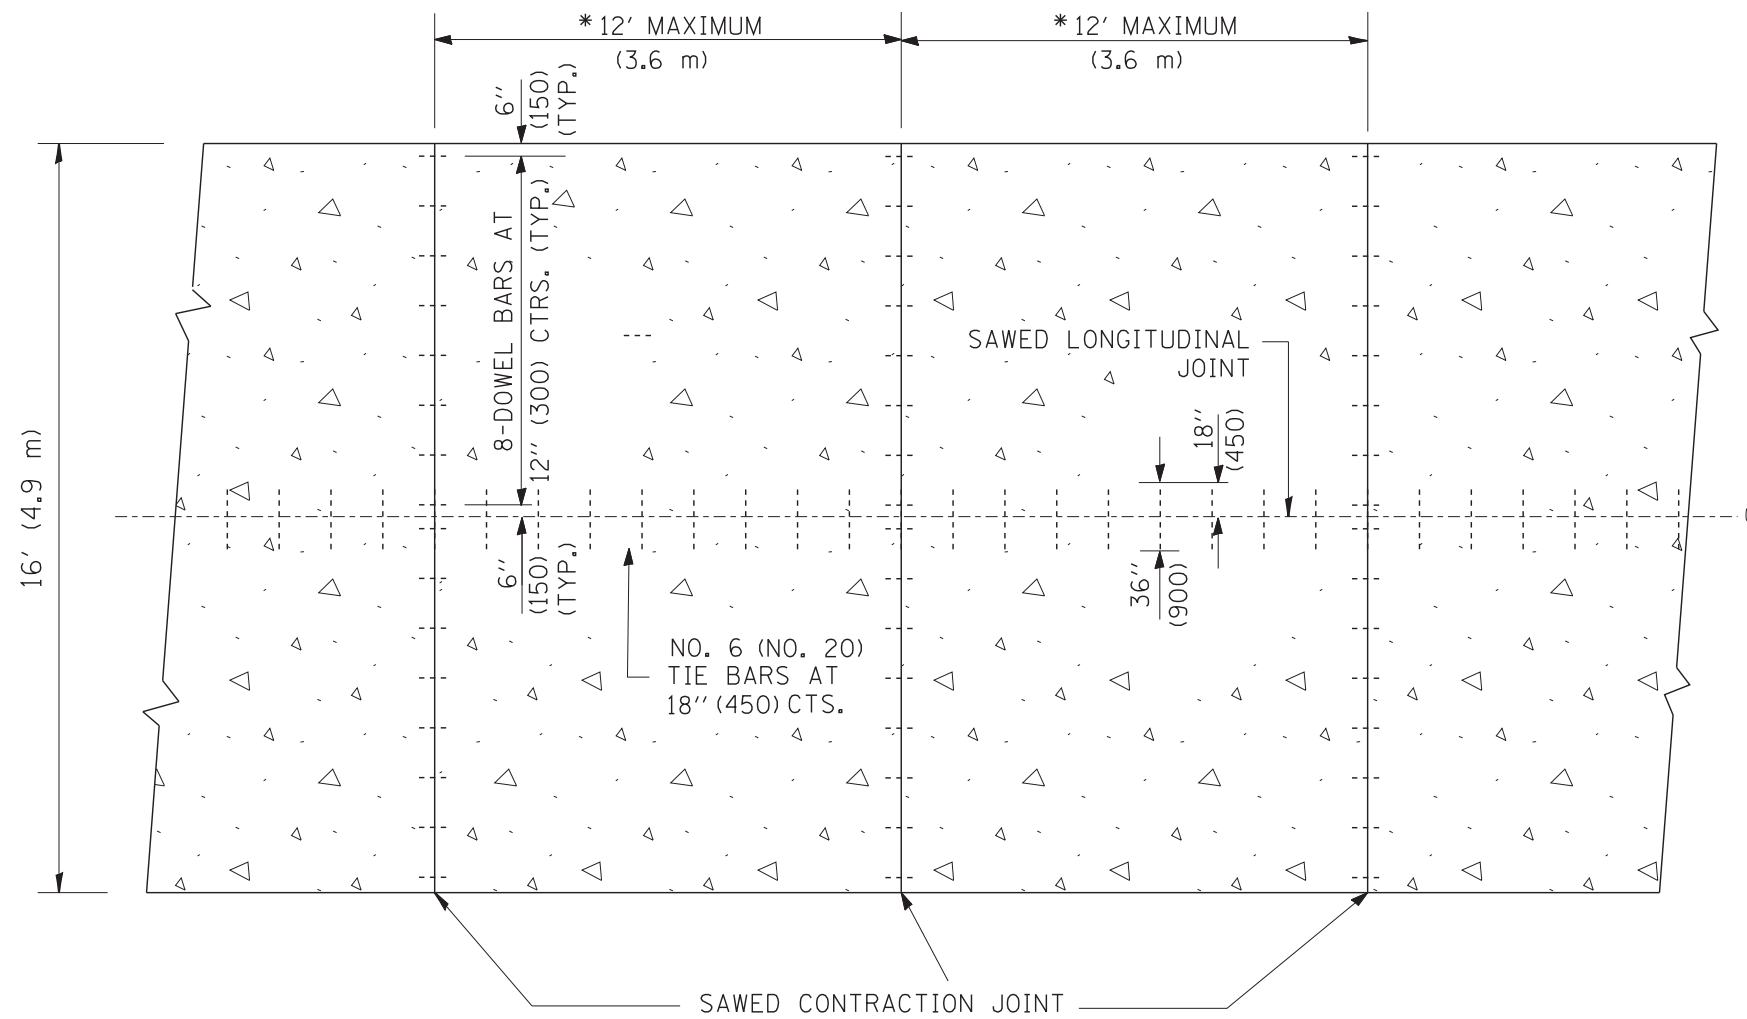 *12' MAXIMUM
(3.6 m)
*12' MAXIMUM
(3.6 m)
6"
(150)
(TYP.)
16' (4.9 m)
8-DOWEL BARS AT
12" (300) CTRS. (TYP.)
SAWED LONGITUDINAL
JOINT
18"
(450)
6"
(150)
(TYP.)
36"
(900)
NO. 6 (NO. 20)
TIE BARS AT
18" (450) CTS.
SAWED CONTRACTION JOINT